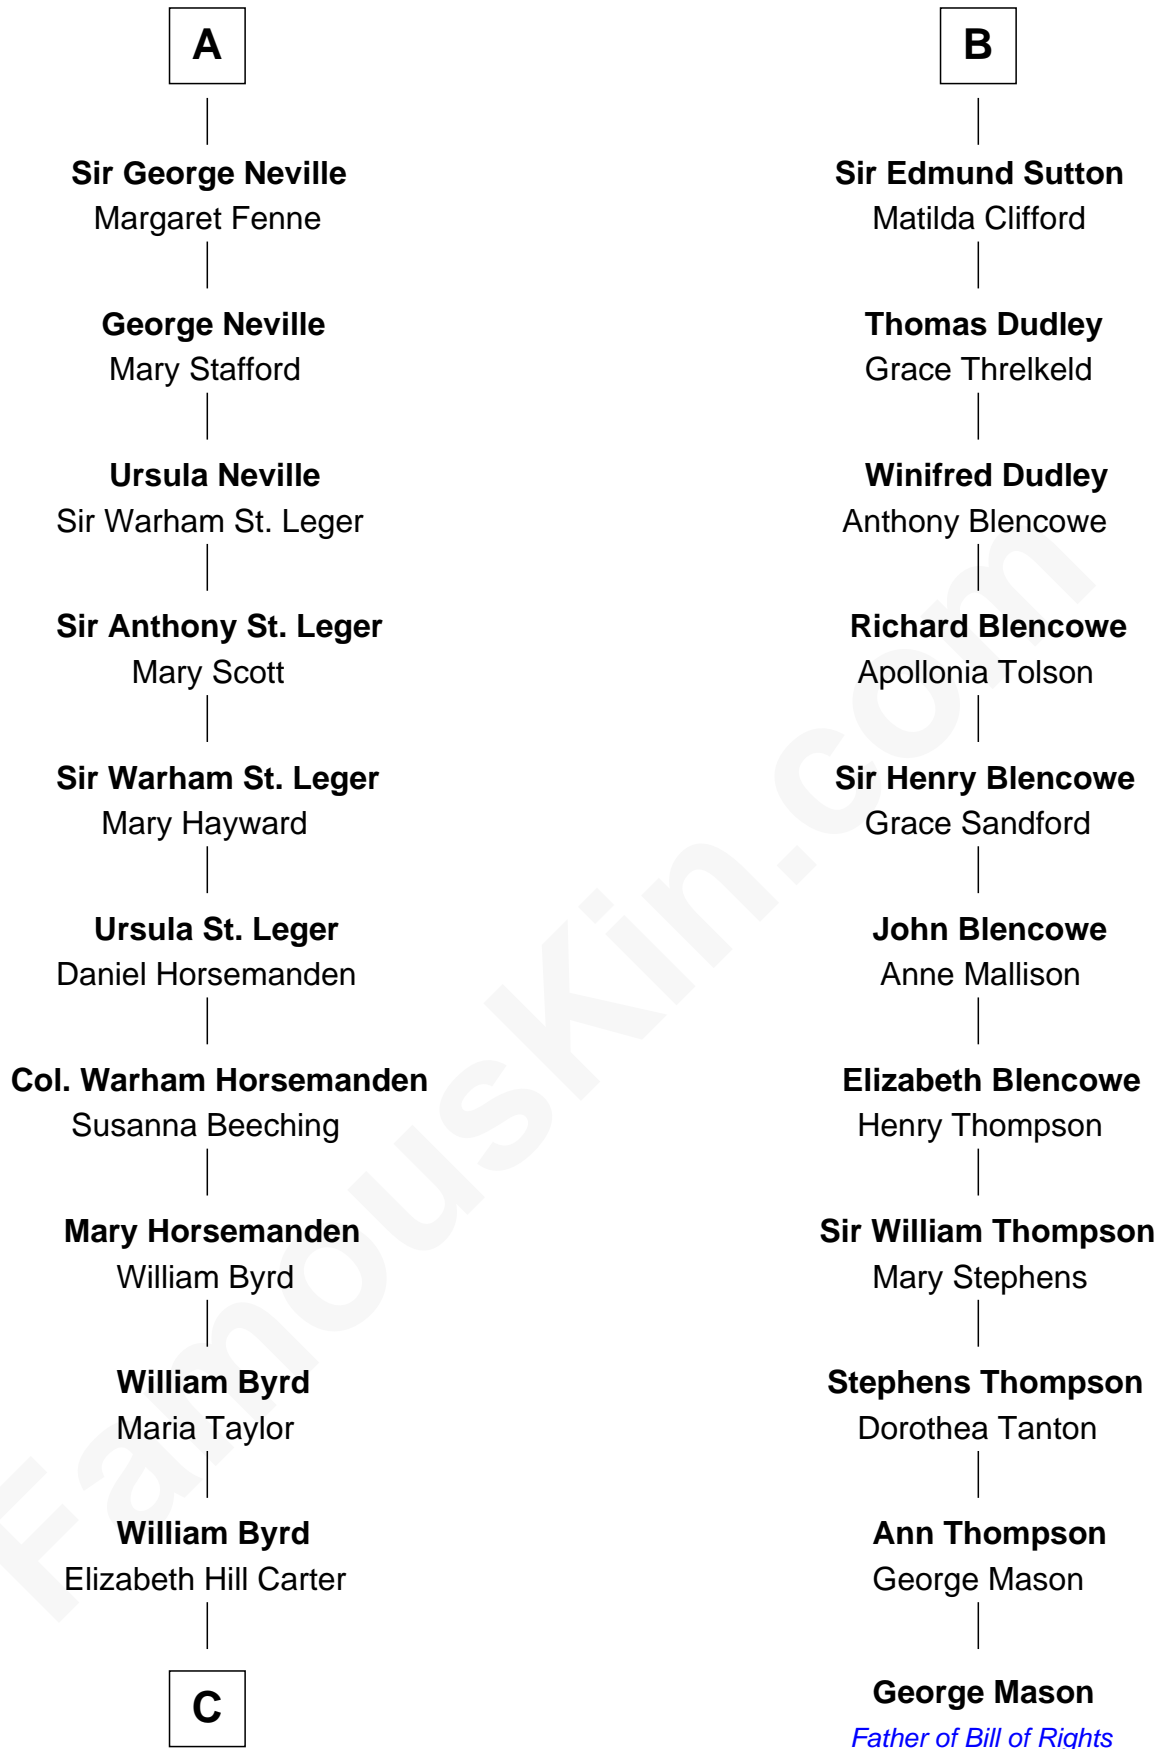 A
Sir George Neville
Margaret Fenne
George Neville
Mary Stafford
Ursula Neville
Sir Warham St. Leger
Sir Anthony St. Leger
Mary Scott
Sir Warham St. Leger
Mary Hayward
Ursula St. Leger
Daniel Horsemanden
Col. Warham Horsemanden
Susanna Beeching
Mary Horsemanden
William Byrd
William Byrd
Maria Taylor
William Byrd
Elizabeth Hill Carter
C
B
Sir Edmund Sutton
Matilda Clifford
Thomas Dudley
Grace Threlkeld
Winifred Dudley
Anthony Blencowe
Richard Blencowe
Apollonia Tolson
Sir Henry Blencowe
Grace Sandford
John Blencowe
Anne Mallison
Elizabeth Blencowe
Henry Thompson
Sir William Thompson
Mary Stephens
Stephens Thompson
Dorothea Tanton
Ann Thompson
George Mason
George Mason
Father of Bill of Rights
FamousKin.com